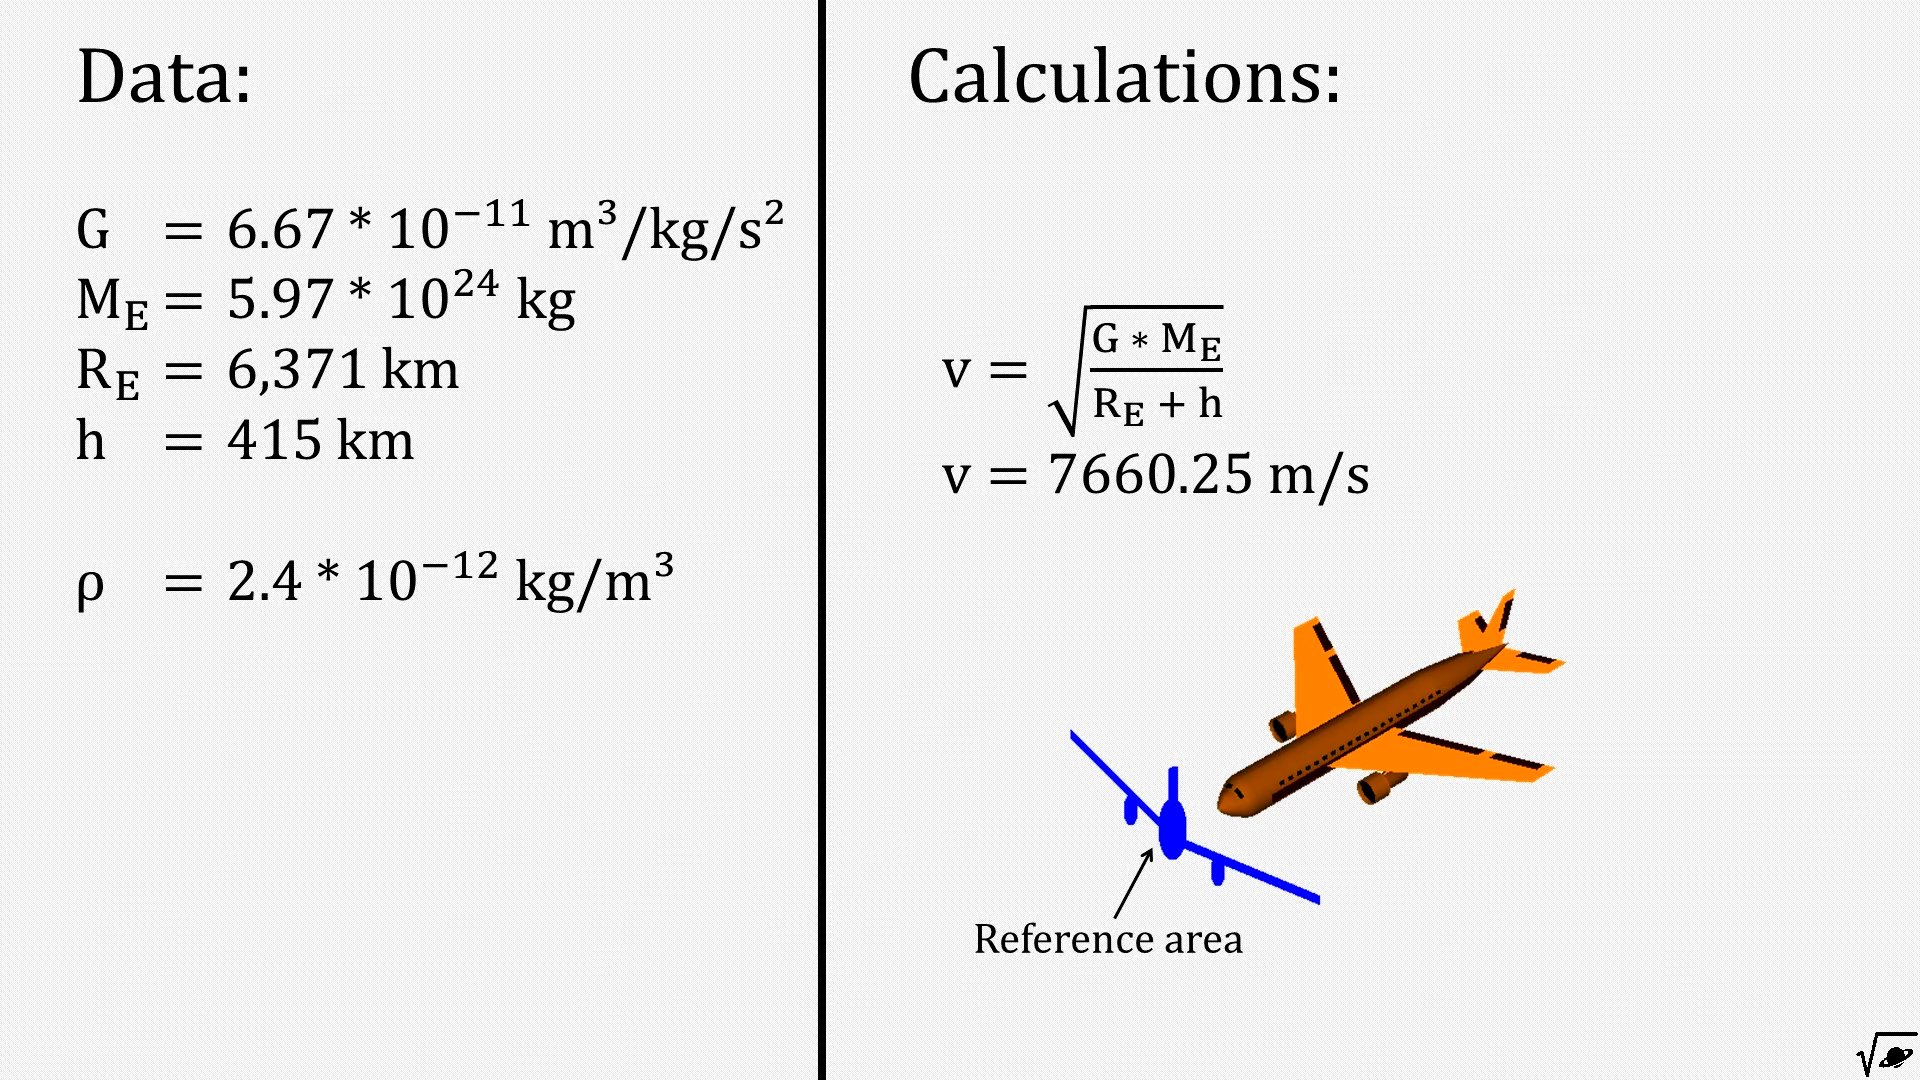 Data:
G = 6.67 * 10⁻¹¹ m³/kg/s²
M_E = 5.97 * 10²⁴ kg
R_E = 6,371 km
h = 415 km
ρ = 2.4 * 10⁻¹² kg/m³
Calculations:
v = √((G * M_E)/(R_E + h))
v = 7660.25 m/s
Reference area